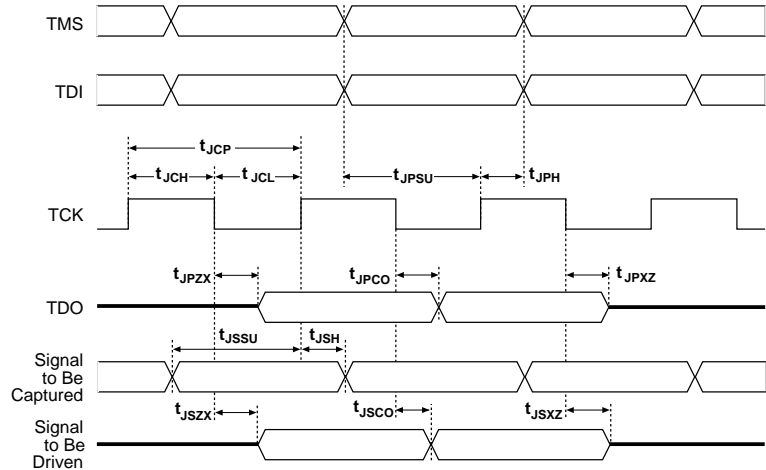 TMS
TDI
tJCP
tJCH
tJCL
tJPSU
tJPH
TCK
tJPZX
tJPCO
tJPXZ
TDO
tJSSU
tJSH
Signal
to Be
Captured
tJSZX
tJSCO
tJSXZ
Signal
to Be
Driven